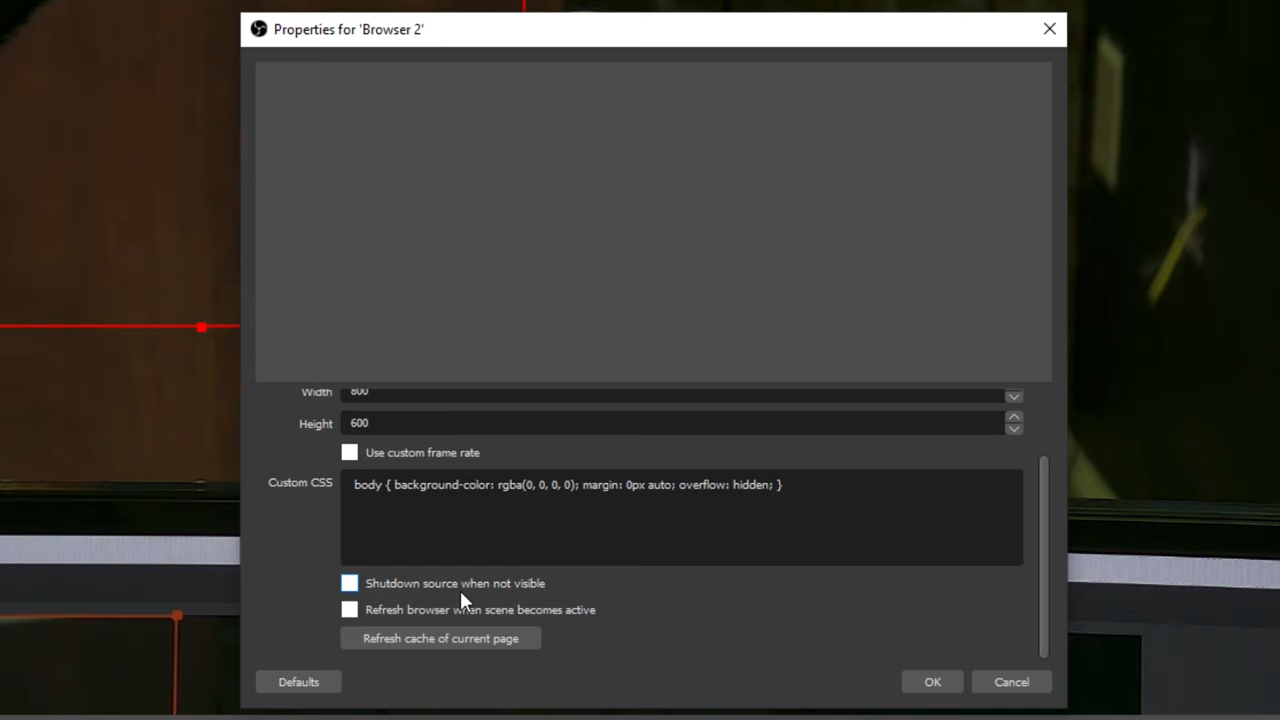 Properties for 'Browser 2'
Width 800
Height 600
Use custom frame rate
Custom CSS body { background-color: rgba(0, 0, 0, 0); margin: 0px auto; overflow: hidden; }
Shutdown source when not visible
Refresh browser when scene becomes active
Refresh cache of current page
Defaults OK Cancel